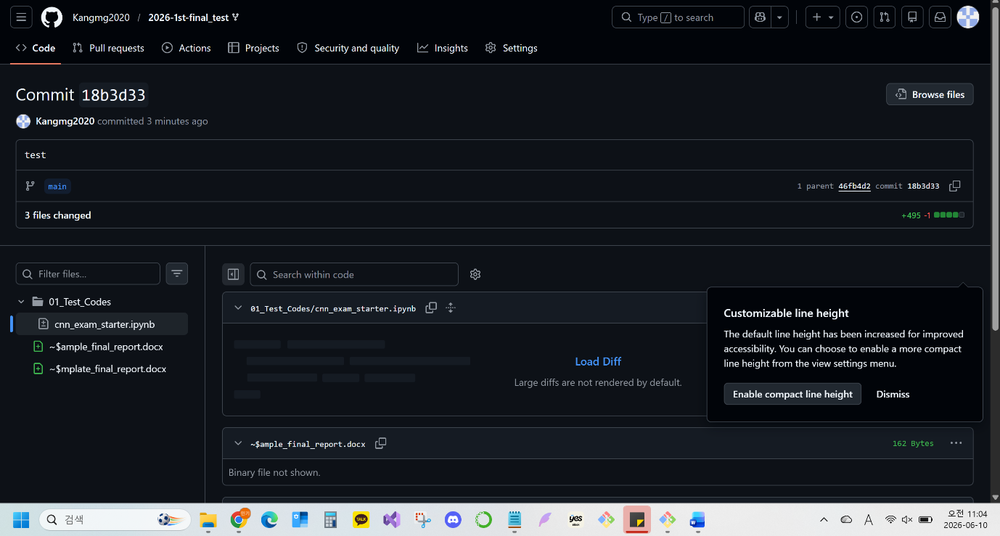 Kangmg2020 / 2026-1st-final_test
Type / to search
Code Pull requests Actions Projects Security and quality Insights Settings
Commit 18b3d33
Browse files
Kangmg2020 committed 3 minutes ago
test
main
1 parent 46fb4d2 commit 18b3d33
3 files changed
+495 -1
Filter files...
Search within code
01_Test_Codes
cnn_exam_starter.ipynb
~$ample_final_report.docx
~$mplate_final_report.docx
01_Test_Codes/cnn_exam_starter.ipynb
Load Diff
Large diffs are not rendered by default.
Customizable line height
The default line height has been increased for improved
accessibility. You can choose to enable a more compact
line height from the view settings menu.
Enable compact line height Dismiss
~$ample_final_report.docx
162 Bytes
Binary file not shown.
검색
TALK
yes
A
오전 11:04
2026-06-10